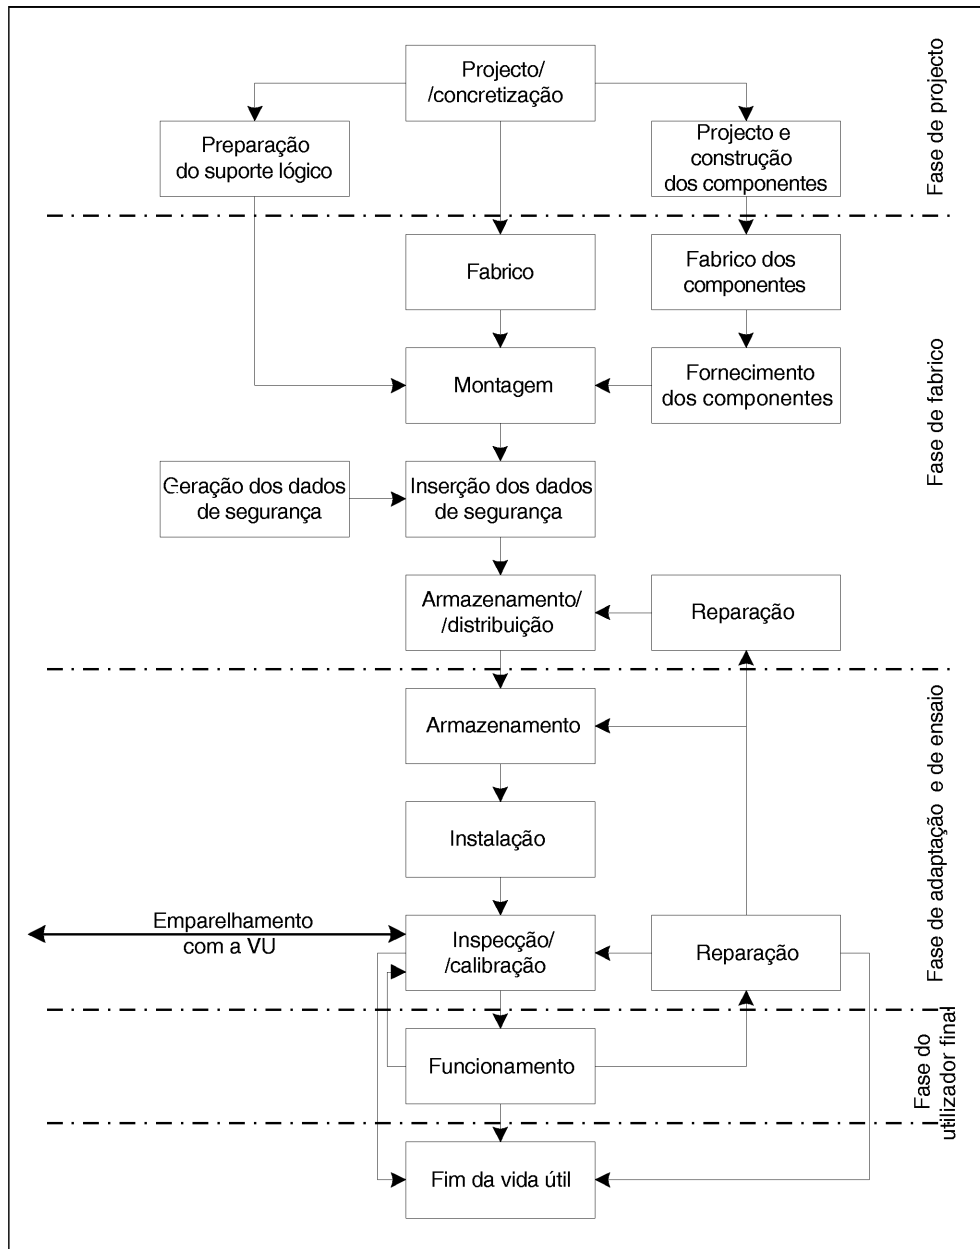 Projecto/
/concretização
Preparação
do suporte lógico
Projecto e
construção
dos componentes
Fase de projecto
Fabrico
Fabrico dos
componentes
Montagem
Fornecimento
dos componentes
Fase de fabrico
Geração dos dados
de segurança
Inserção dos dados
de segurança
Armazenamento/
/distribuição
Reparação
Armazenamento
Instalação
Fase de adaptação e de ensaio
Emparelhamento
com a VU
Inspecção/
/calibração
Reparação
Funcionamento
Fase do
utilizador final
Fim da vida útil